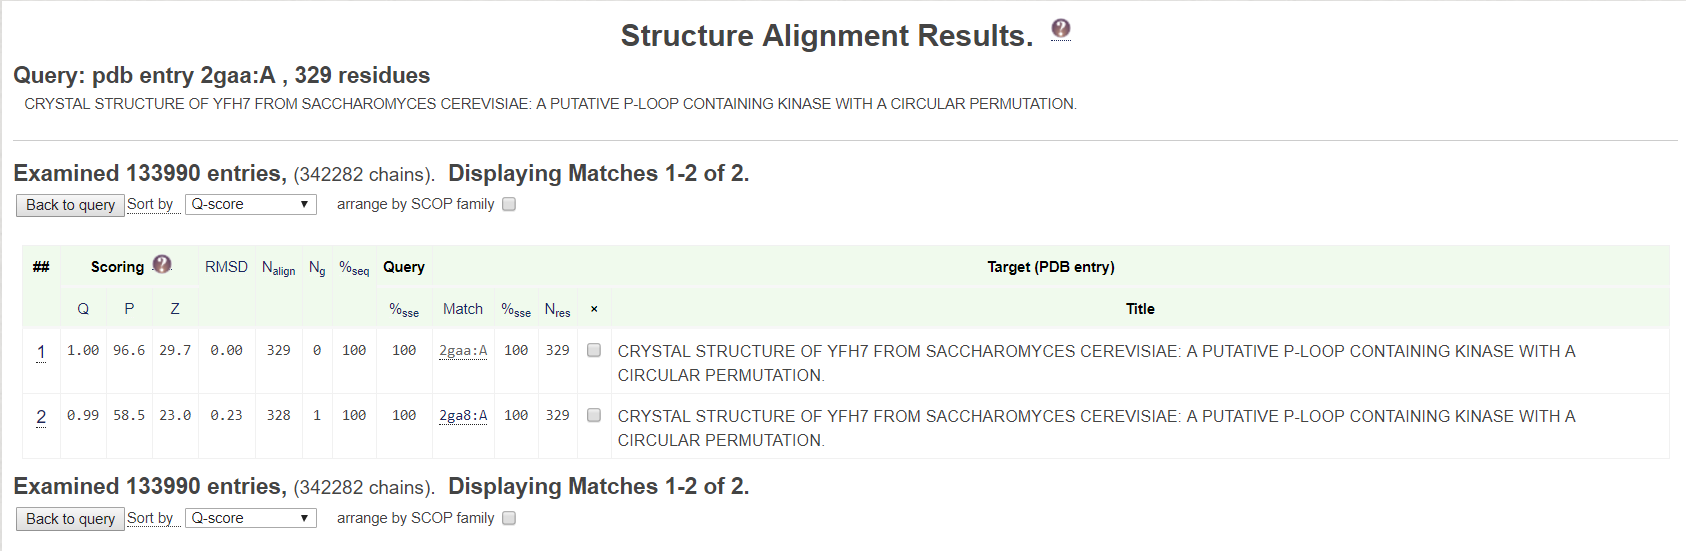 Structure Alignment Results. ?
Query: pdb entry 2gaa:A , 329 residues
CRYSTAL STRUCTURE OF YFH7 FROM SACCHAROMYCES CEREVISIAE: A PUTATIVE P-LOOP CONTAINING KINASE WITH A CIRCULAR PERMUTATION.
Examined 133990 entries, (342282 chains). Displaying Matches 1-2 of 2.
Back to query Sort by Q-score ▼ arrange by SCOP family
## Scoring ? RMSD Nalign Ng %seq Query Target (PDB entry)
Q P Z %sse Match %sse Nres × Title
1 1.00 96.6 29.7 0.00 329 0 100 100 2gaa:A 100 329 CRYSTAL STRUCTURE OF YFH7 FROM SACCHAROMYCES CEREVISIAE: A PUTATIVE P-LOOP CONTAINING KINASE WITH A
CIRCULAR PERMUTATION.
2 0.99 58.5 23.0 0.23 328 1 100 100 2ga8:A 100 329 CRYSTAL STRUCTURE OF YFH7 FROM SACCHAROMYCES CEREVISIAE: A PUTATIVE P-LOOP CONTAINING KINASE WITH A
CIRCULAR PERMUTATION.
Examined 133990 entries, (342282 chains). Displaying Matches 1-2 of 2.
Back to query Sort by Q-score ▼ arrange by SCOP family